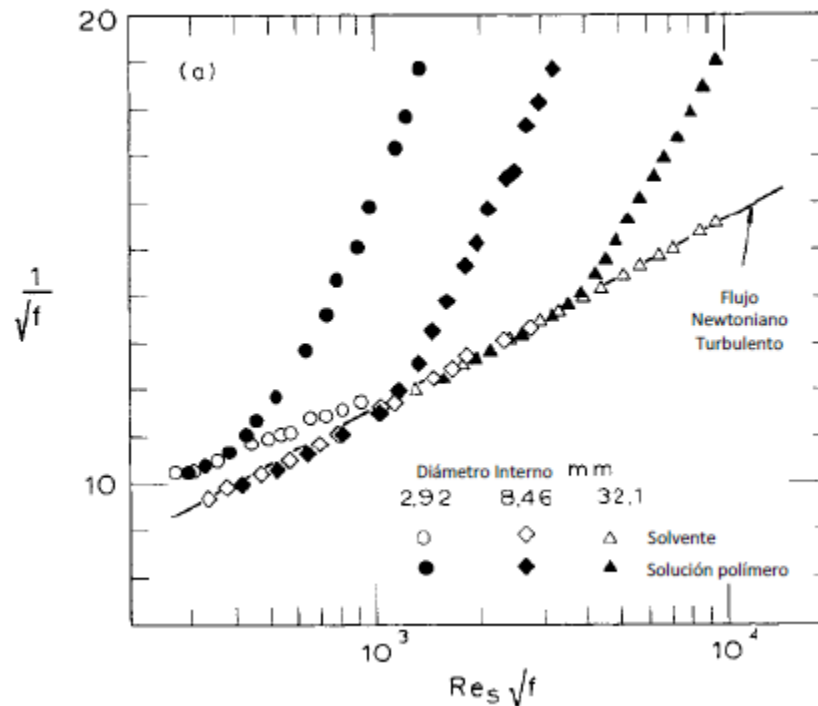 20
(a)
1
√f
Flujo
Newtoniano
Turbulento
10
Diámetro Interno mm
2,92 8,46 32,1
Solvente
Solución polímero
10³ 10⁴
Re_S √f